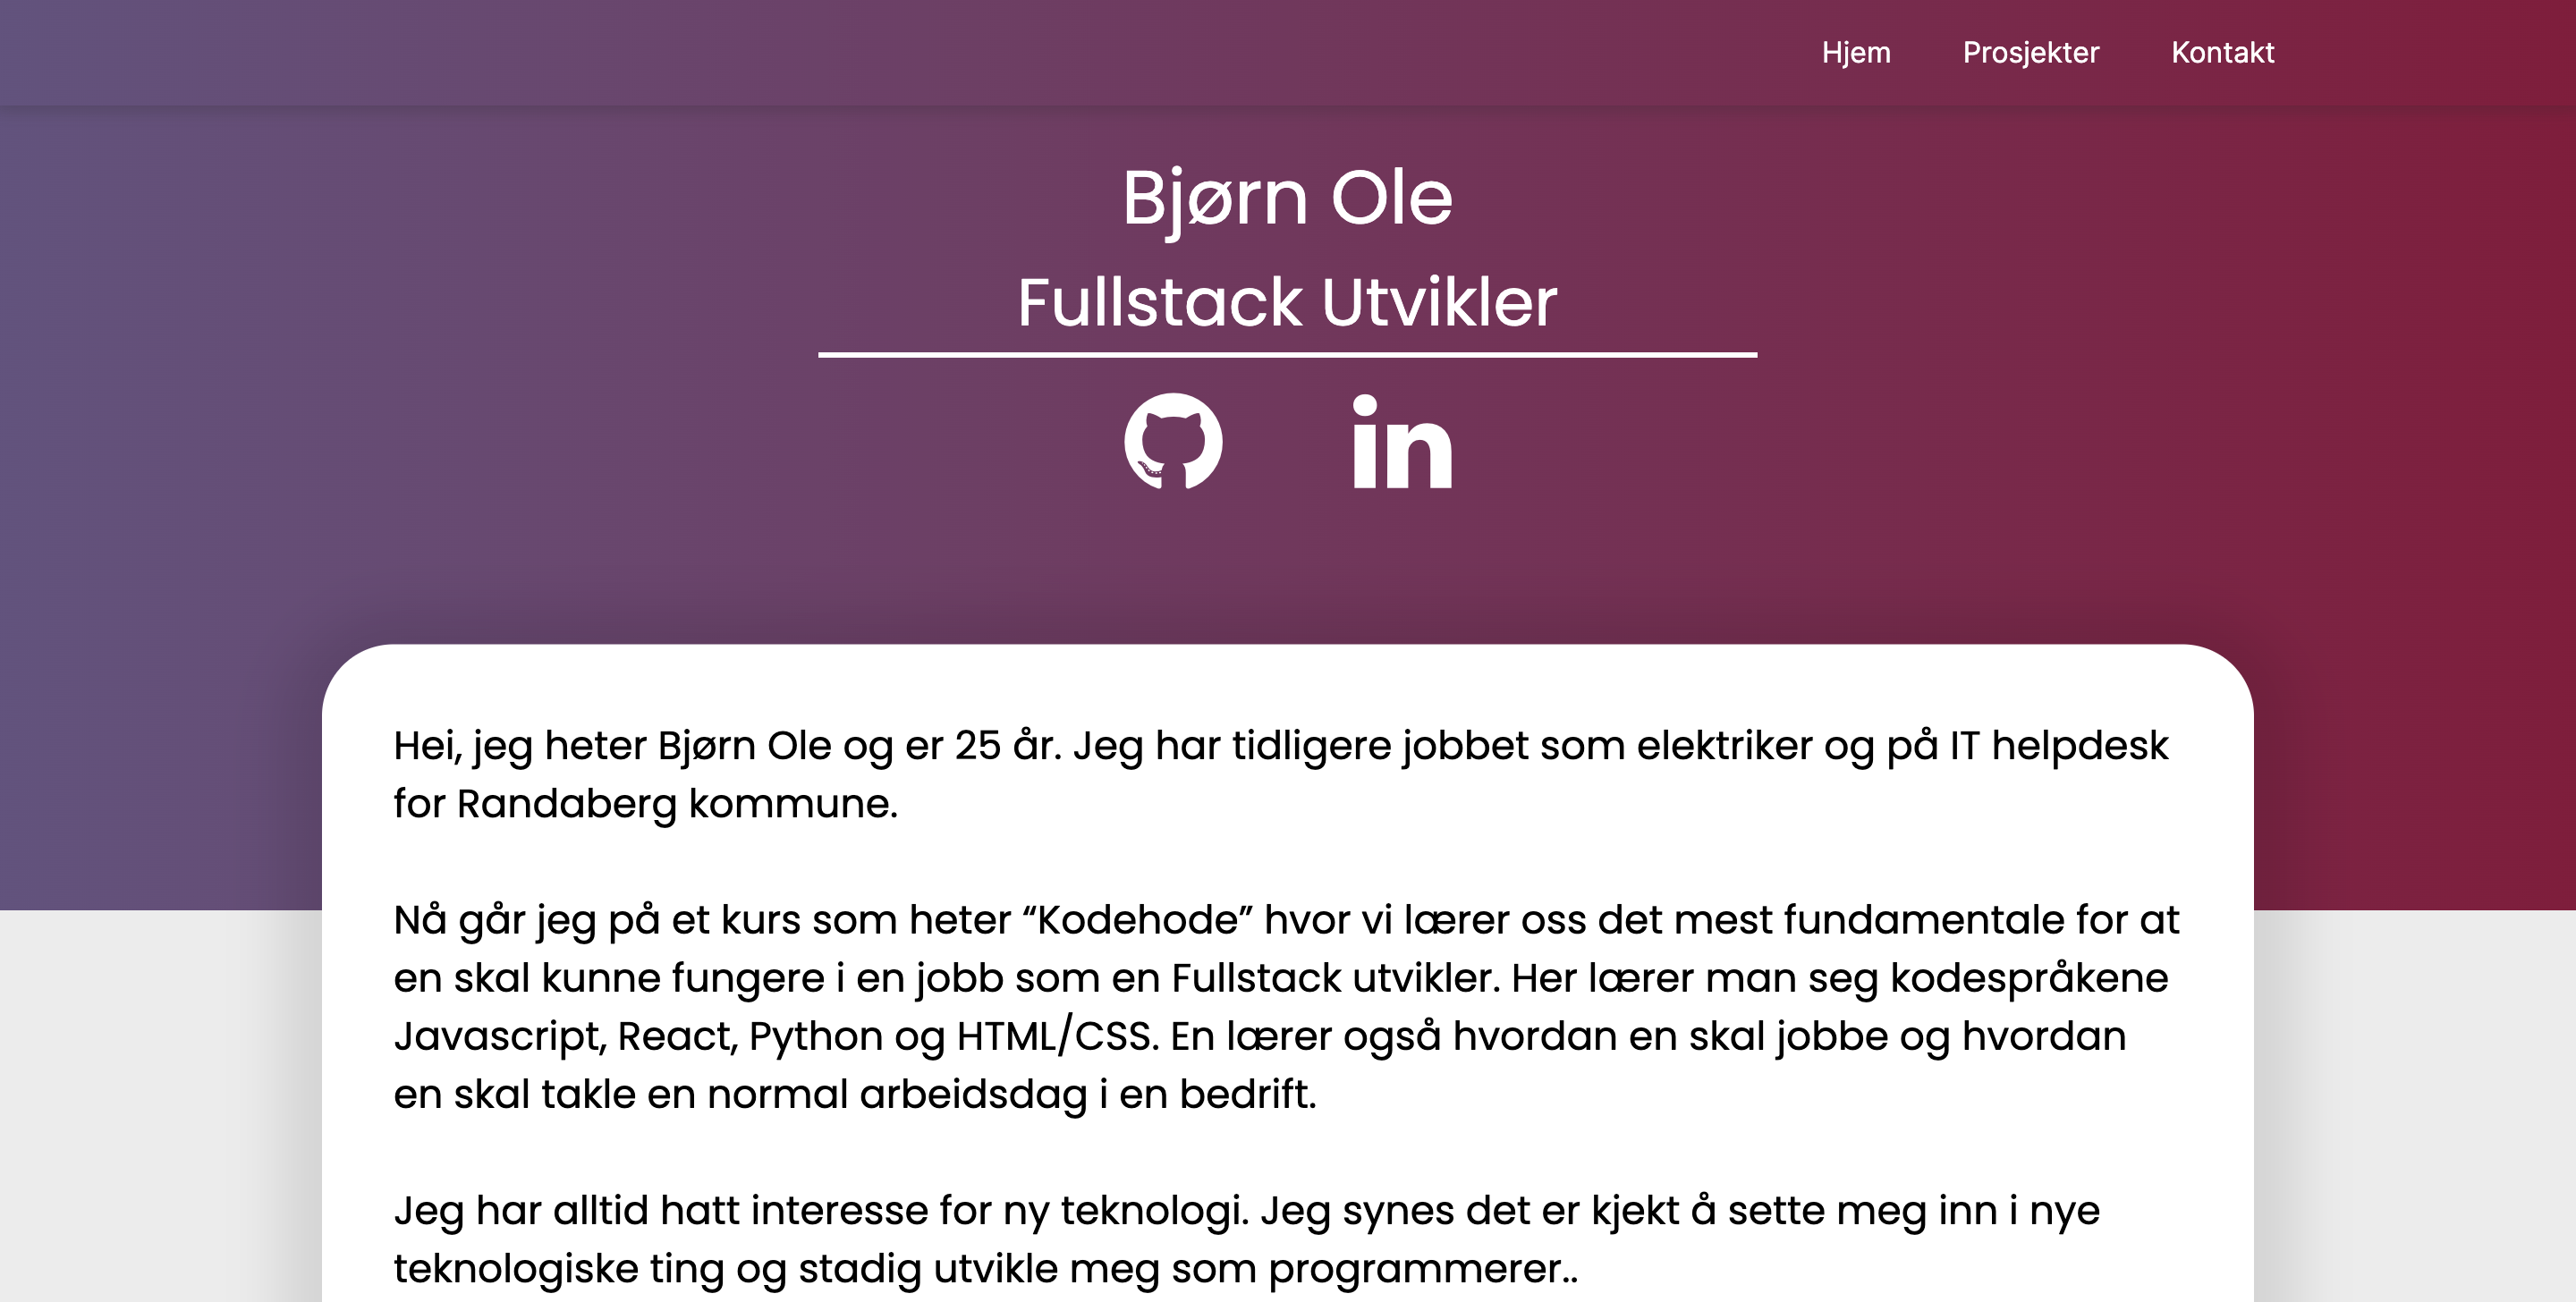 Hjem Prosjekter Kontakt
Bjørn Ole
Fullstack Utvikler
in
Hei, jeg heter Bjørn Ole og er 25 år. Jeg har tidligere jobbet som elektriker og på IT helpdesk
for Randaberg kommune.
Nå går jeg på et kurs som heter “Kodehode” hvor vi lærer oss det mest fundamentale for at
en skal kunne fungere i en jobb som en Fullstack utvikler. Her lærer man seg kodespråkene
Javascript, React, Python og HTML/CSS. En lærer også hvordan en skal jobbe og hvordan
en skal takle en normal arbeidsdag i en bedrift.
Jeg har alltid hatt interesse for ny teknologi. Jeg synes det er kjekt å sette meg inn i nye
teknologiske ting og stadig utvikle meg som programmerer..